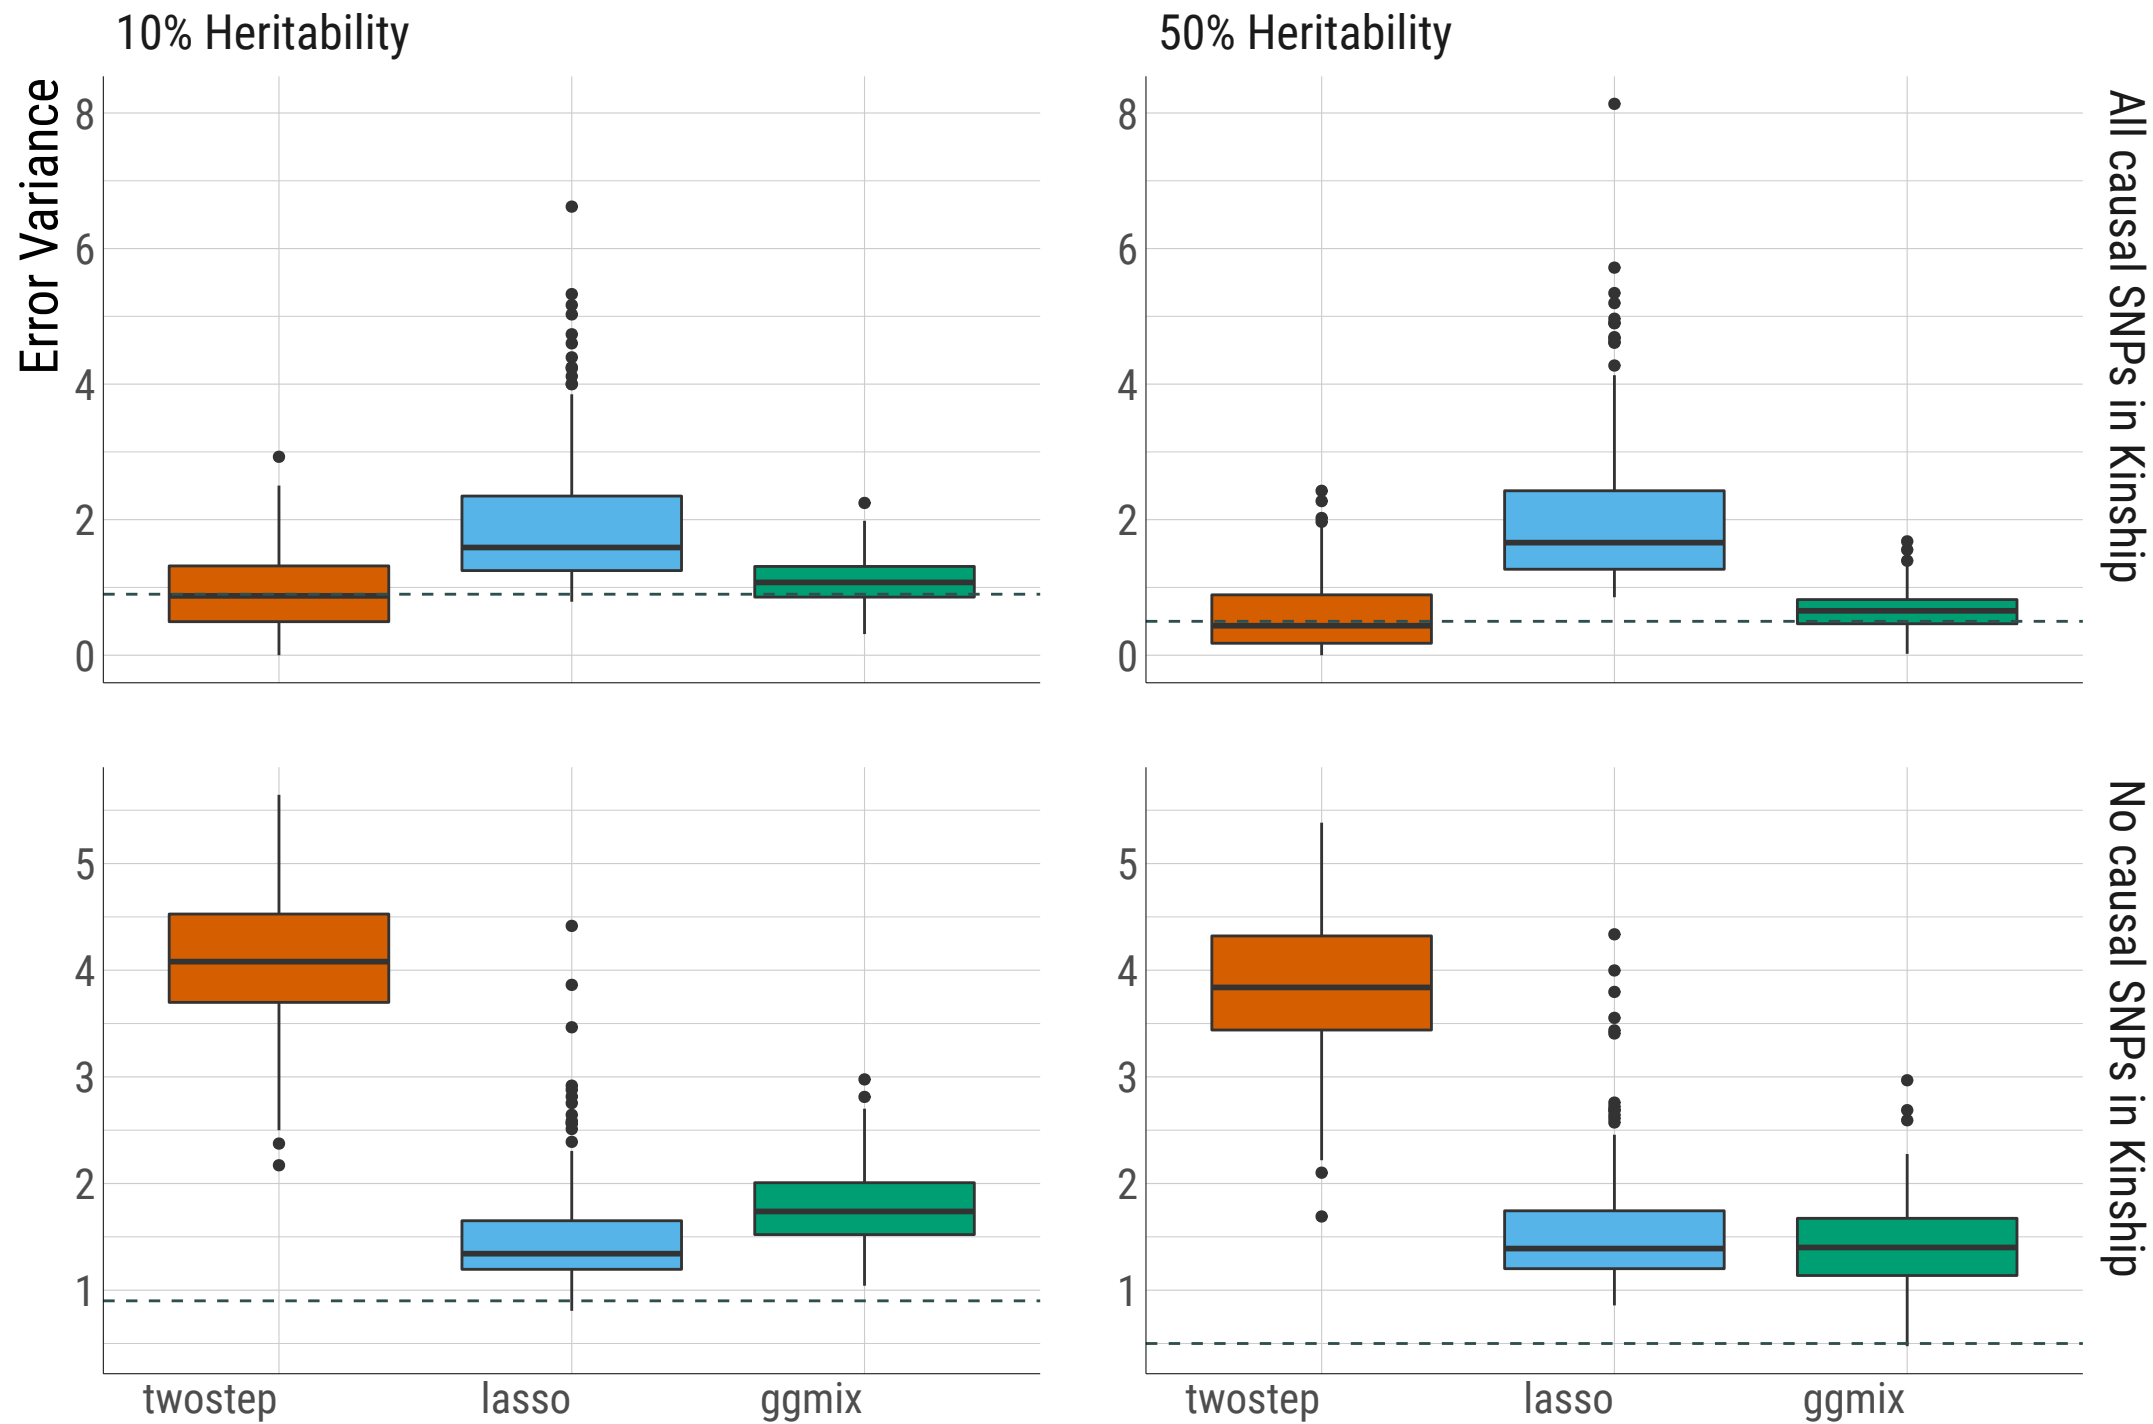 10% Heritability
50% Heritability
Error Variance
8
6
4
2
0
8
6
4
2
0
All causal SNPs in Kinship
5
4
3
2
1
5
4
3
2
1
No causal SNPs in Kinship
twostep lasso ggmix
twostep lasso ggmix